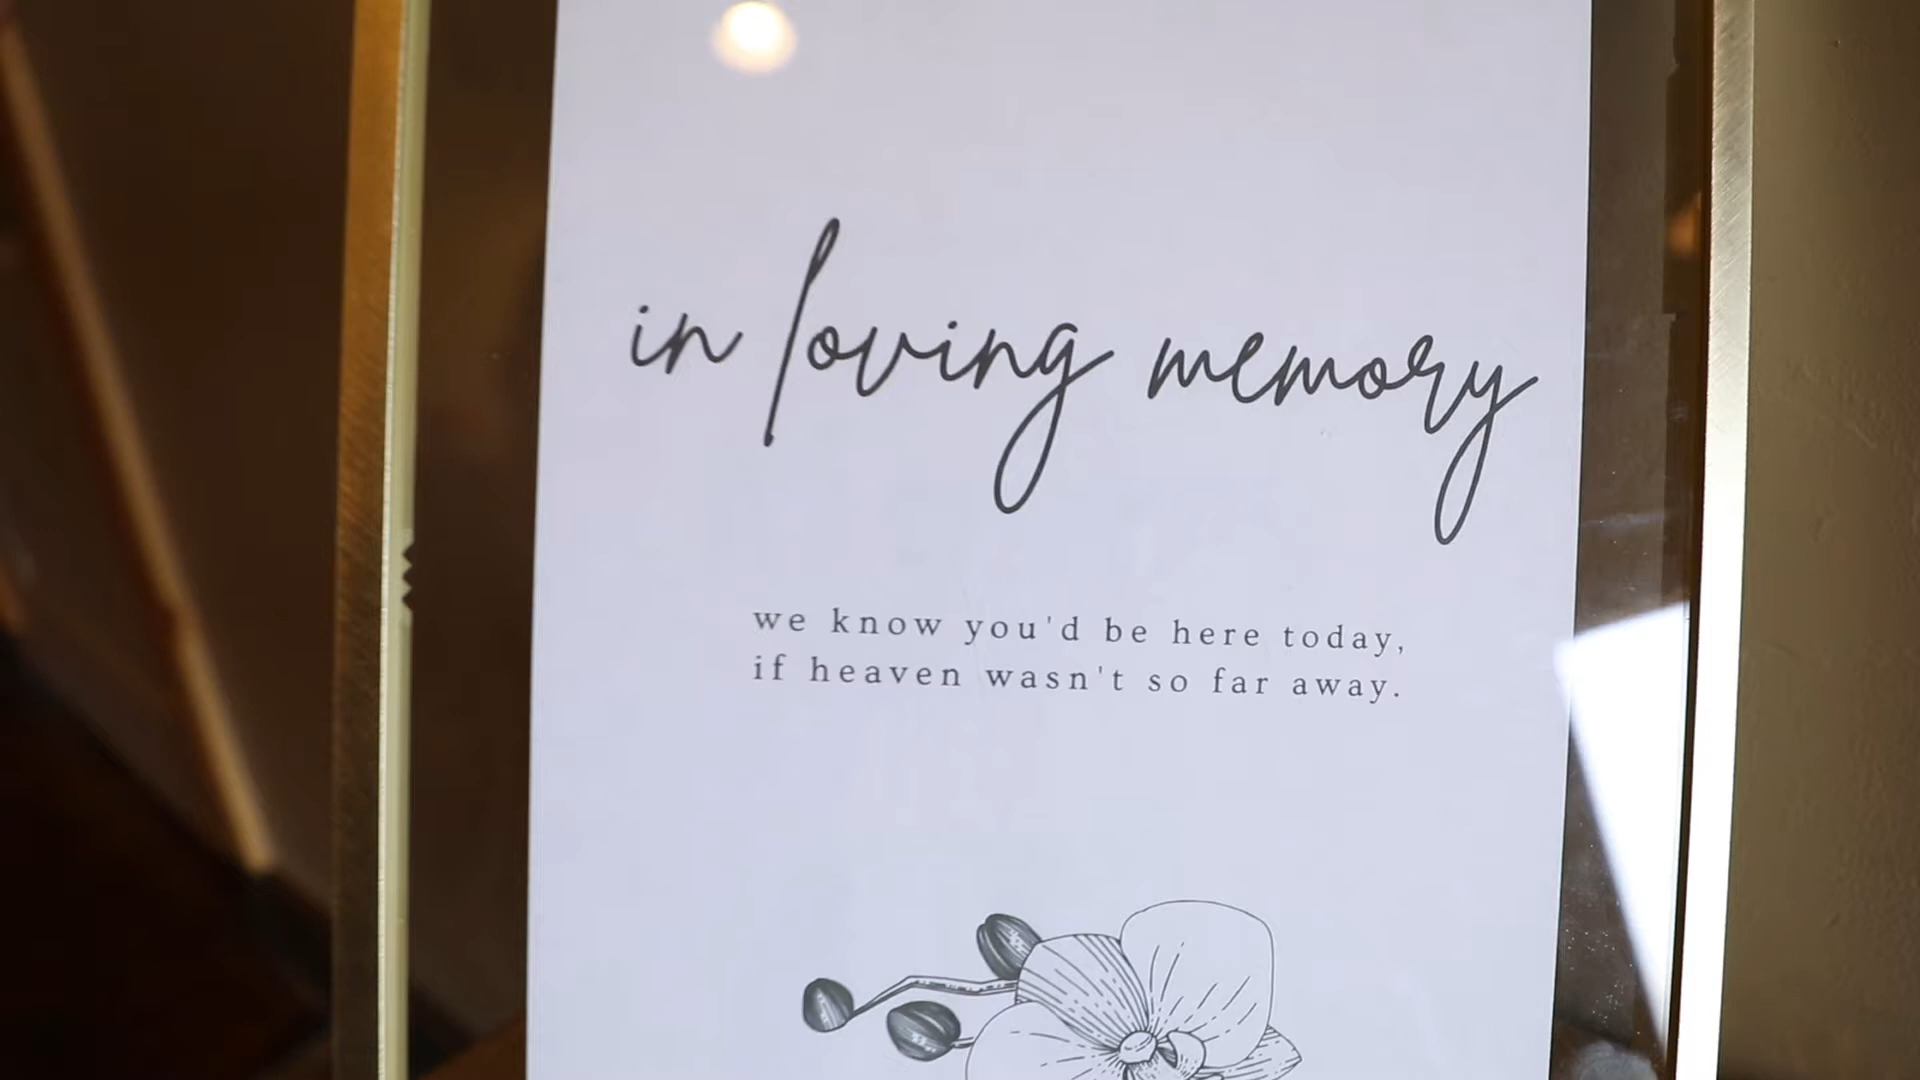 in loving memory
we know you'd be here today,
if heaven wasn't so far away.